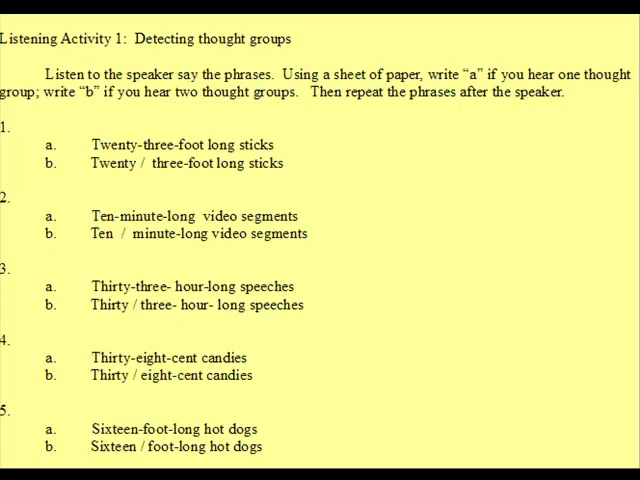 Listening Activity 1:  Detecting thought groups
Listen to the speaker say the phrases.  Using a sheet of paper, write “a” if you hear one thought
group; write “b” if you hear two thought groups.   Then repeat the phrases after the speaker.
1.
a. Twenty-three-foot long sticks
b. Twenty /  three-foot long sticks
2.
a. Ten-minute-long  video segments
b. Ten  /  minute-long video segments
3.
a. Thirty-three- hour-long speeches
b. Thirty / three- hour- long speeches
4.
a. Thirty-eight-cent candies
b. Thirty / eight-cent candies
5.
a. Sixteen-foot-long hot dogs
b. Sixteen / foot-long hot dogs